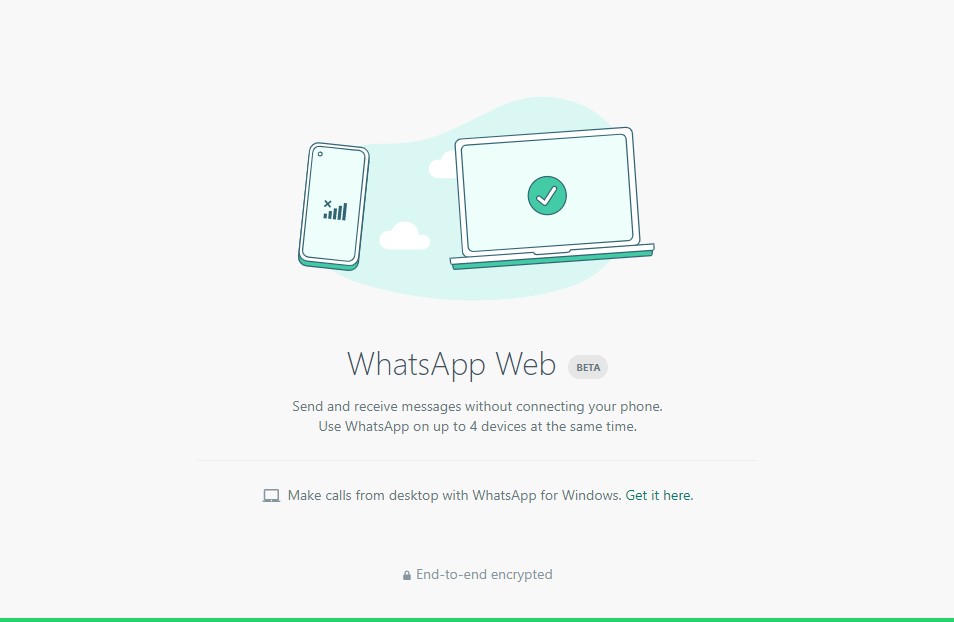 WhatsApp Web BETA
Send and receive messages without connecting your phone.
Use WhatsApp on up to 4 devices at the same time.
Make calls from desktop with WhatsApp for Windows. Get it here.
End-to-end encrypted